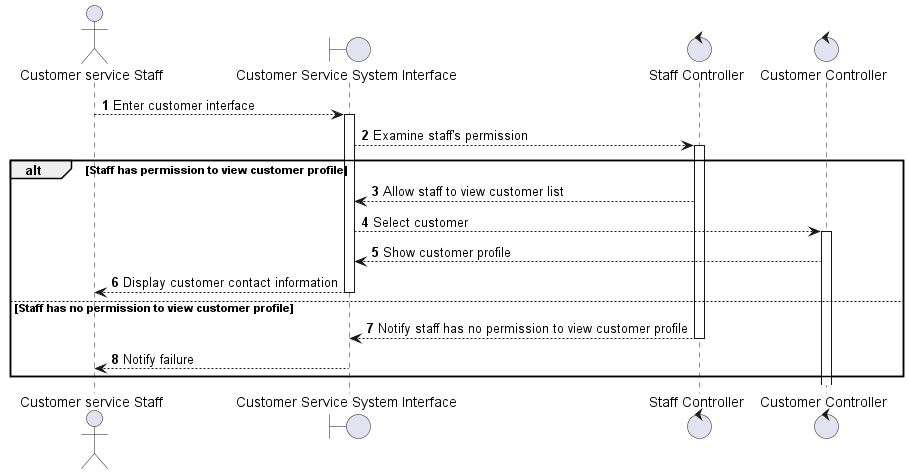 Customer service Staff
Customer Service System Interface
Staff Controller
Customer Controller
1 Enter customer interface
2 Examine staff's permission
alt [Staff has permission to view customer profile]
3 Allow staff to view customer list
4 Select customer
5 Show customer profile
6 Display customer contact information
[Staff has no permission to view customer profile]
7 Notify staff has no permission to view customer profile
8 Notify failure
Customer service Staff
Customer Service System Interface
Staff Controller
Customer Controller